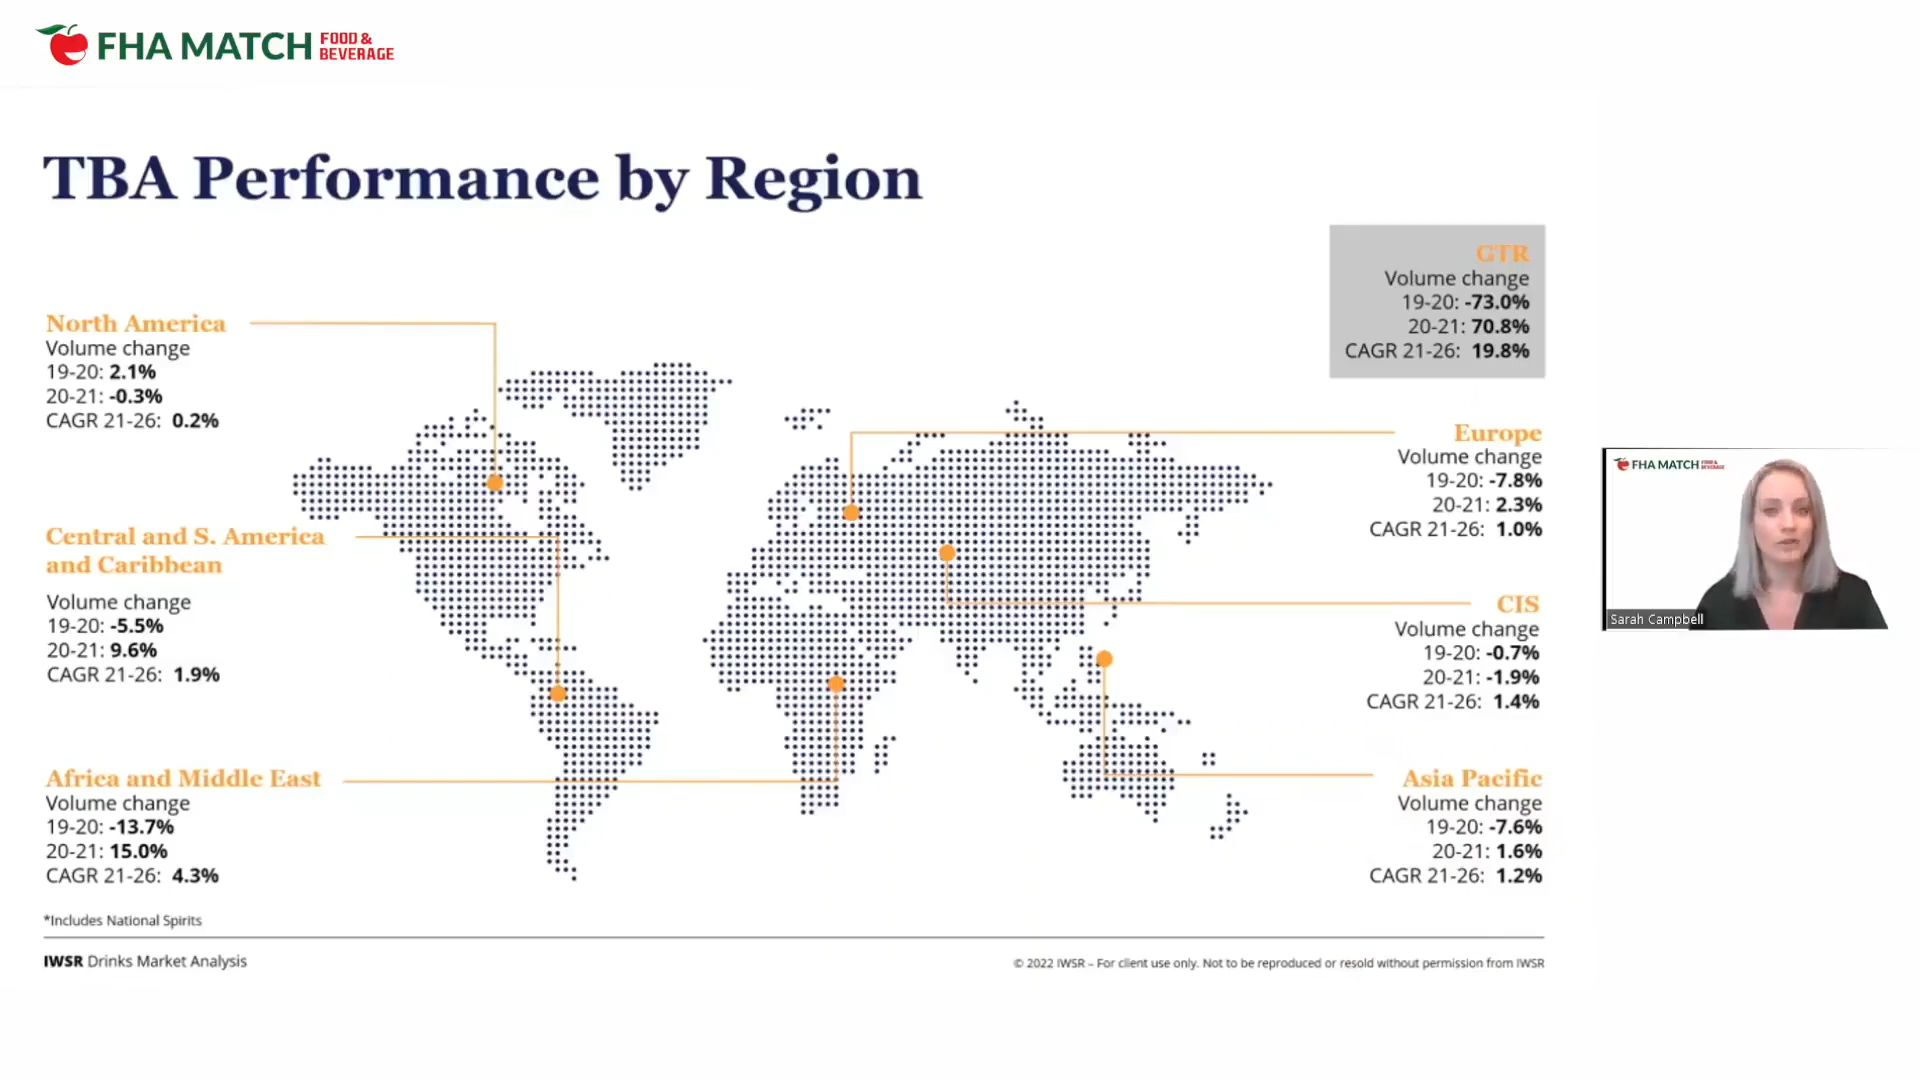 FHA MATCH FOOD & BEVERAGE
TBA Performance by Region
GTR
Volume change
19-20: -73.0%
20-21: 70.8%
CAGR 21-26: 19.8%
North America
Volume change
19-20: 2.1%
20-21: -0.3%
CAGR 21-26: 0.2%
Europe
Volume change
19-20: -7.8%
20-21: 2.3%
CAGR 21-26: 1.0%
Central and S. America
and Caribbean
Volume change
19-20: -5.5%
20-21: 9.6%
CAGR 21-26: 1.9%
CIS
Volume change
19-20: -0.7%
20-21: -1.9%
CAGR 21-26: 1.4%
Africa and Middle East
Volume change
19-20: -13.7%
20-21: 15.0%
CAGR 21-26: 4.3%
Asia Pacific
Volume change
19-20: -7.6%
20-21: 1.6%
CAGR 21-26: 1.2%
*Includes National Spirits
IWSR Drinks Market Analysis
© 2022 IWSR – For client use only. Not to be reproduced or resold without permission from IWSR
FHA MATCH FOOD & BEVERAGE
Sarah Campbell